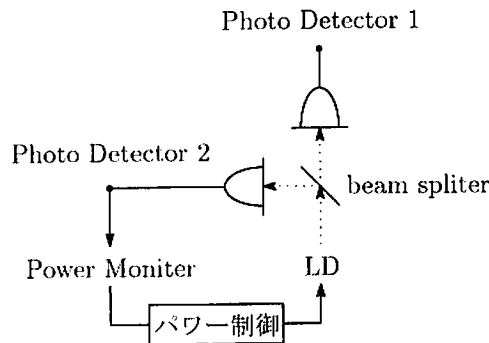 Photo Detector 1
Photo Detector 2
beam spliter
Power Moniter
LD
パワー制御